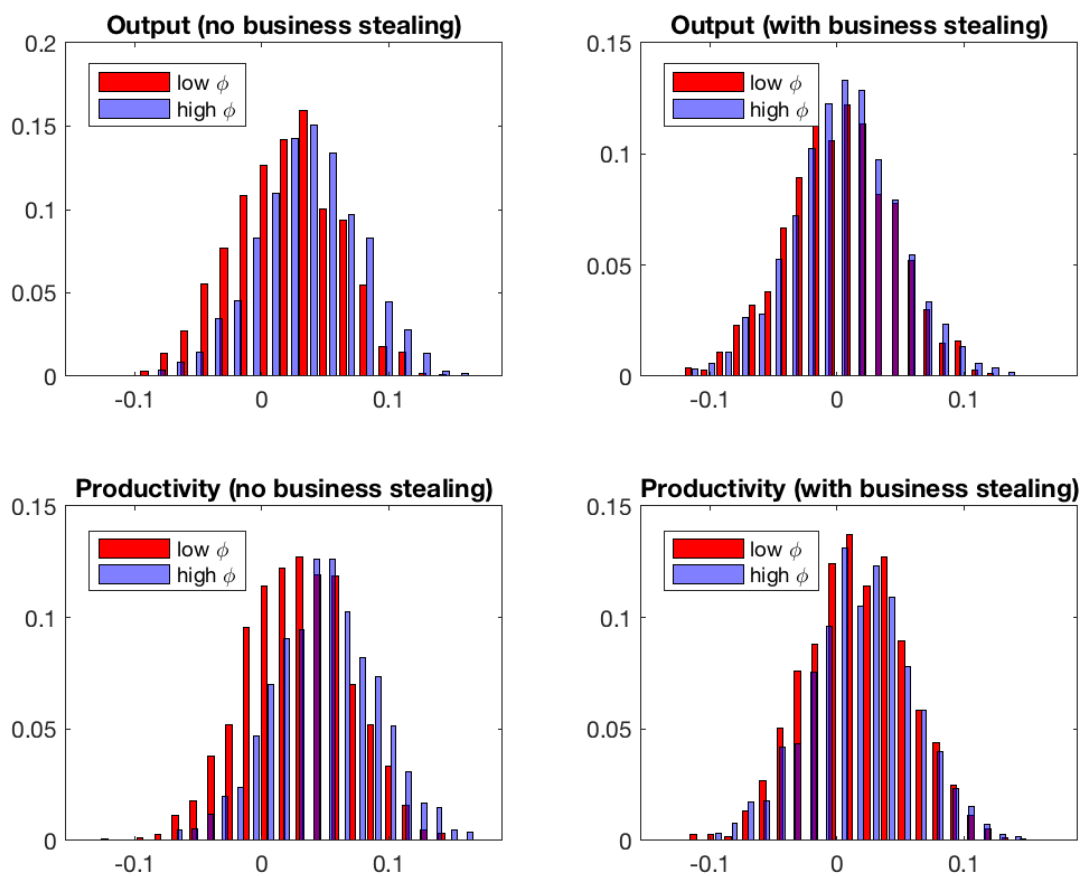 Output (no business stealing)
0.2
0.15
0.1
0.05
0
-0.1 0 0.1
low ϕ
high ϕ
Output (with business stealing)
0.15
0.1
0.05
0
-0.1 0 0.1
low ϕ
high ϕ
Productivity (no business stealing)
0.15
0.1
0.05
0
-0.1 0 0.1
low ϕ
high ϕ
Productivity (with business stealing)
0.15
0.1
0.05
0
-0.1 0 0.1
low ϕ
high ϕ